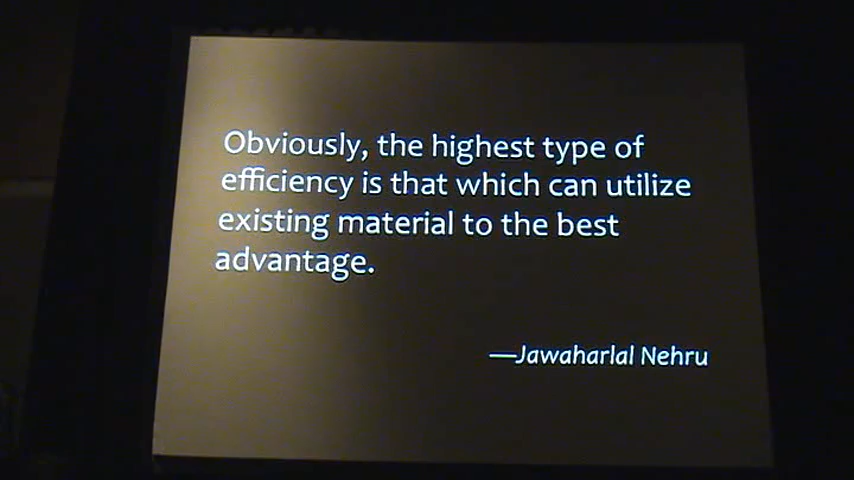 Obviously, the highest type of
efficiency is that which can utilize
existing material to the best
advantage.
—Jawaharlal Nehru